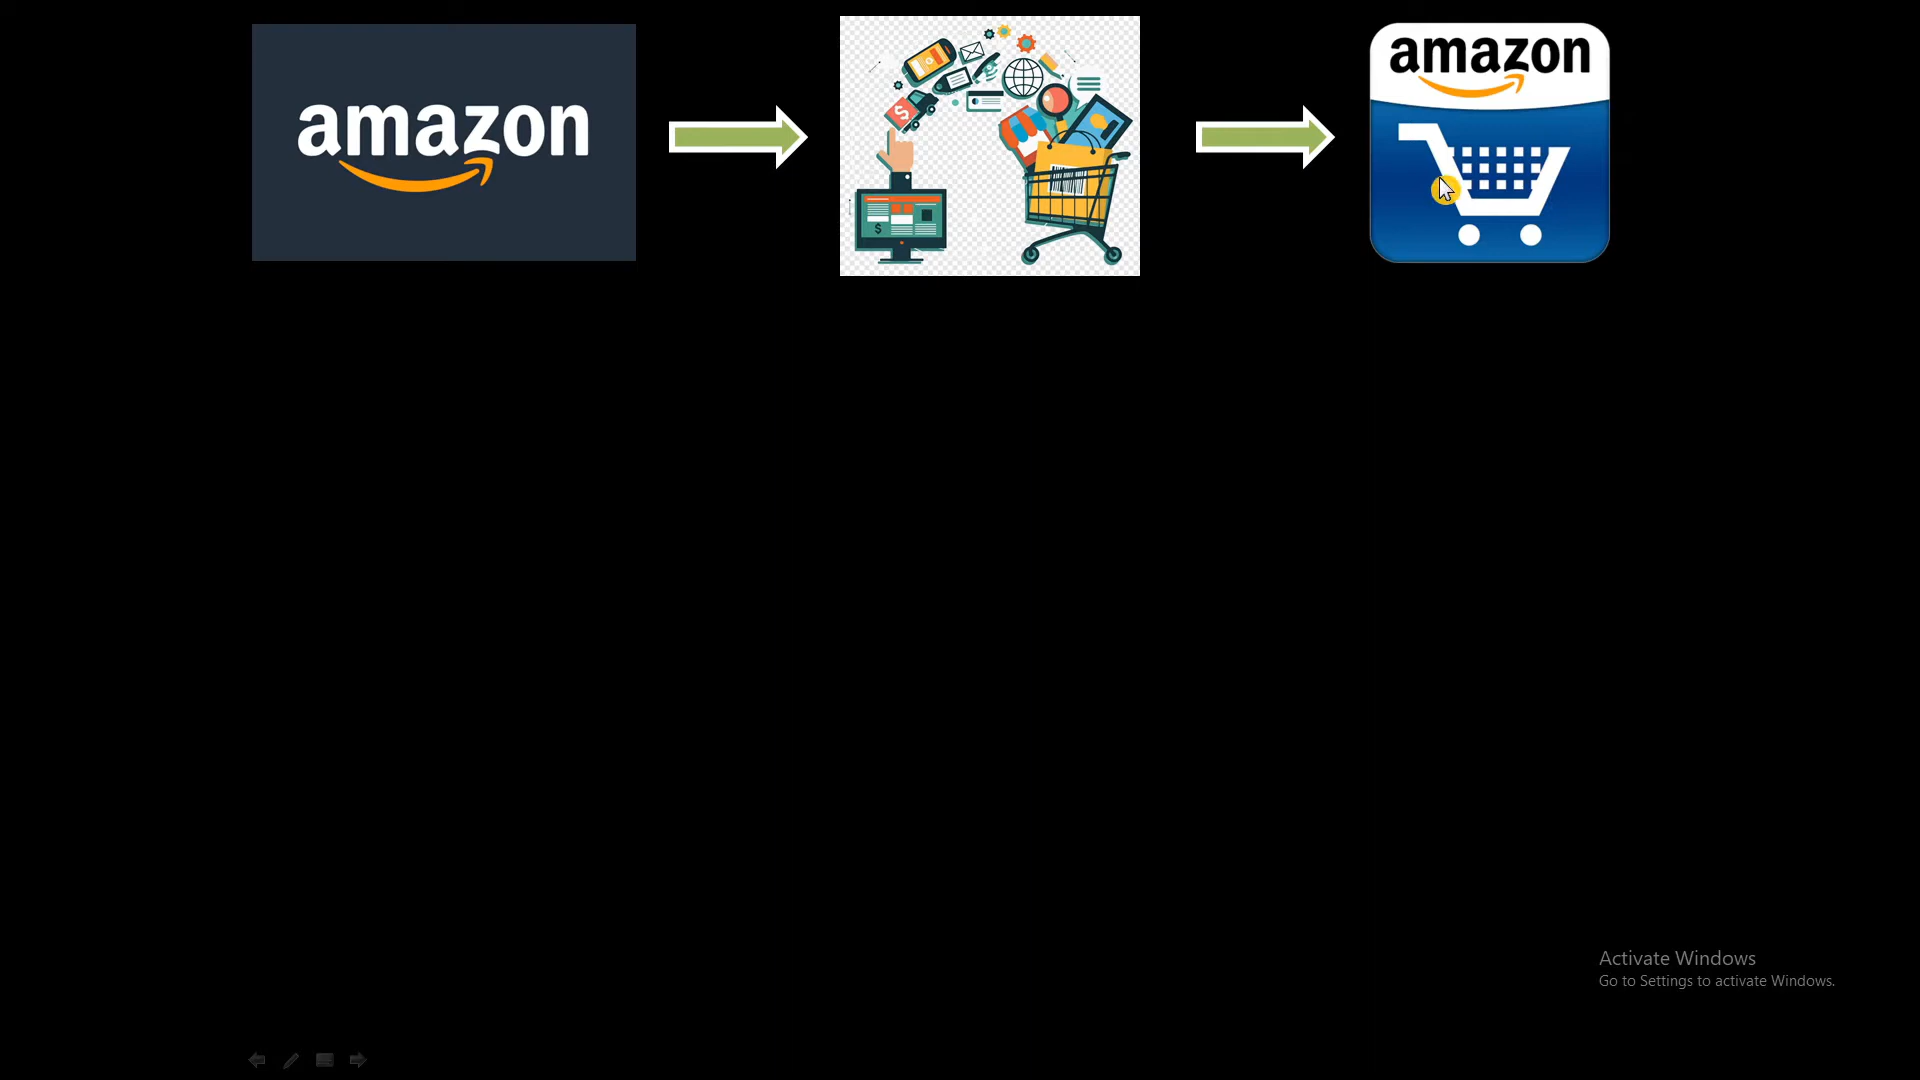 amazon
$
$
amazon
Activate Windows
Go to Settings to activate Windows.